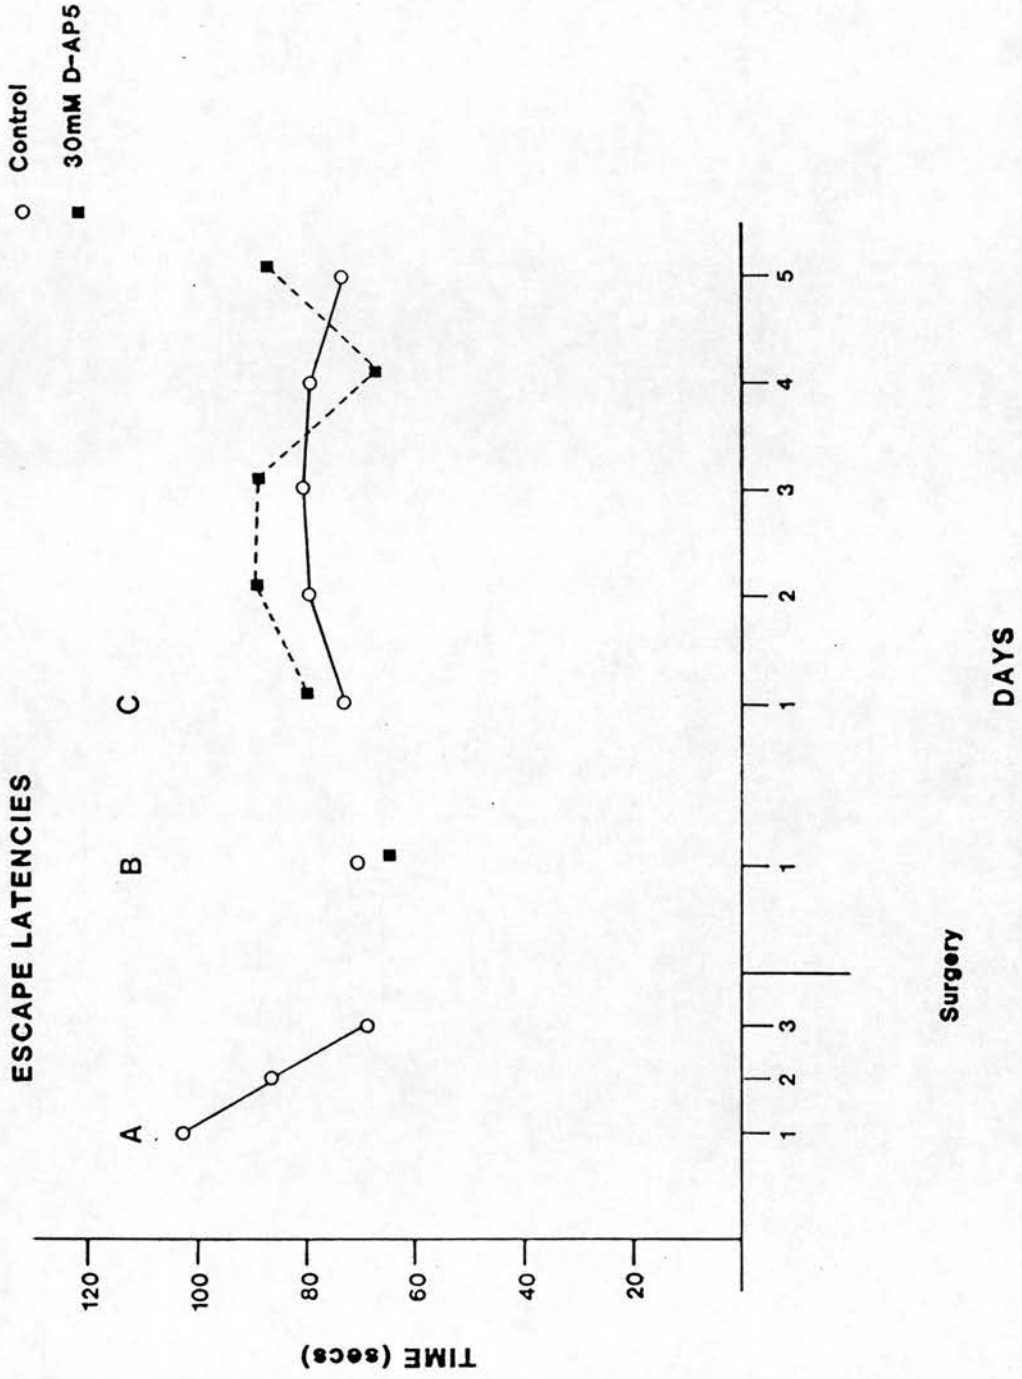 ESCAPE LATENCIES
Control
30mM D-AP5
A
B
C
120
100
80
60
40
20
TIME (secs)
1 2 3 1 1 2 3 4 5
Surgery
DAYS